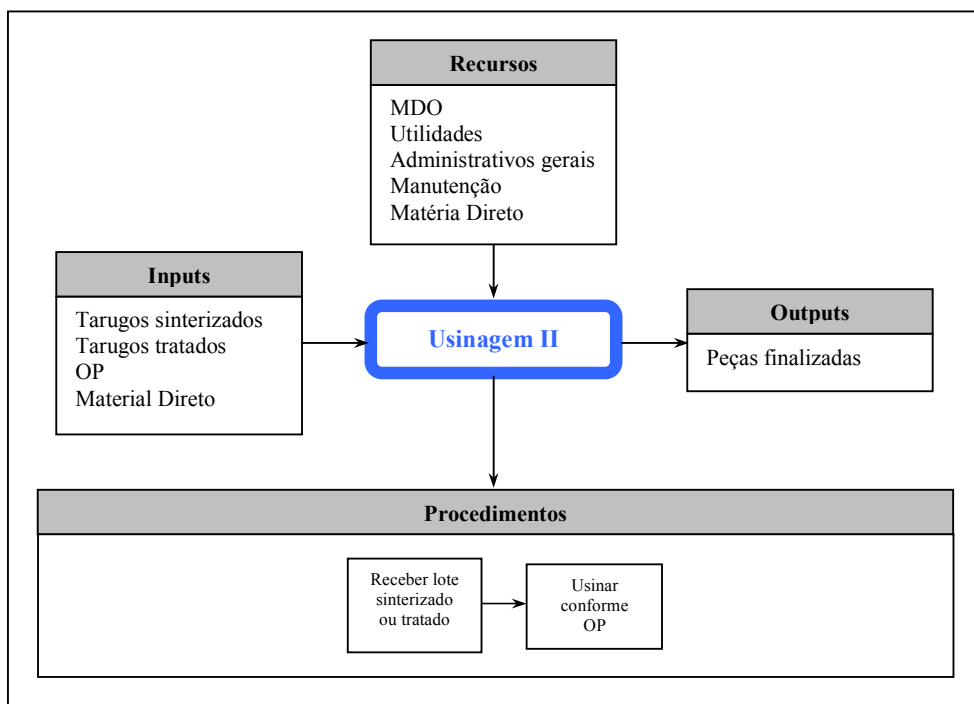 Recursos
MDO
Utilidades
Administrativos gerais
Manutenção
Matéria Direto
Inputs
Tarugos sinterizados
Tarugos tratados
OP
Material Direto
Usinagem II
Outputs
Peças finalizadas
Procedimentos
Receber lote
sinterizado
ou tratado
Usinar
conforme
OP